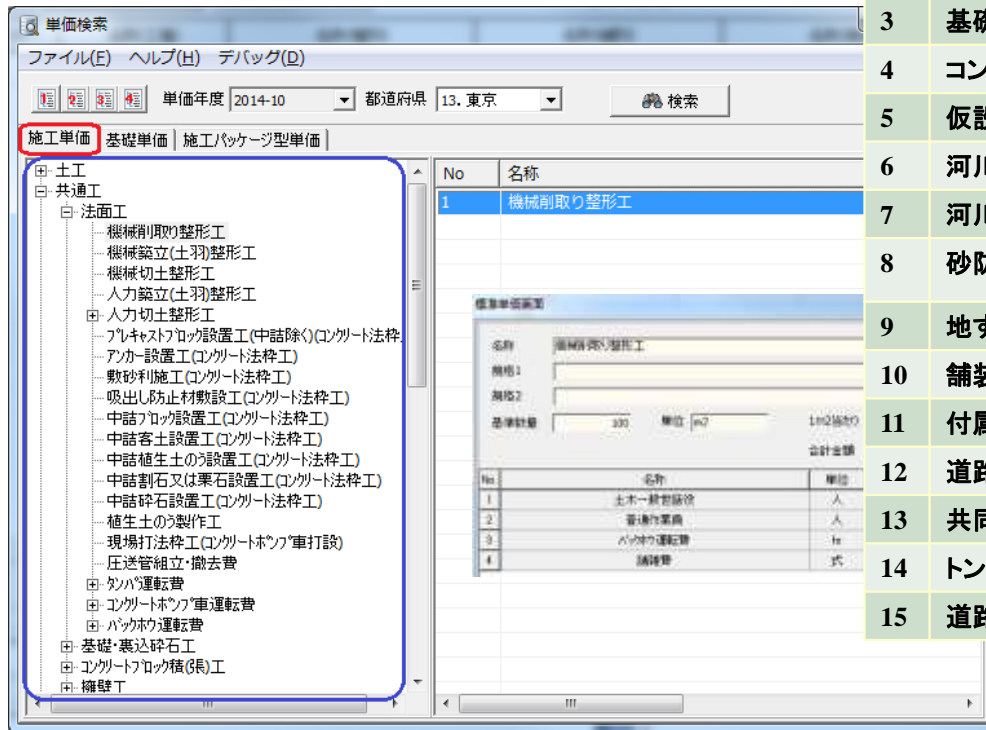 単価検索
ファイル(F) ヘルプ(H) デバッグ(D)
単価年度 2014-10 都道府県 13. 東京 検索
施工単価 基礎単価 施工パッケージ型単価
土工
共通工
法面工
機械削取り整形工
機械築立(土羽)整形工
機械切土整形工
人力築立(土羽)整形工
人力切土整形工
プレキャストブロック設置工(中詰除く)(コンクリート法枠
アンカー設置工(コンクリート法枠工)
敷砂利施工(コンクリート法枠工)
吸出し防止材敷設工(コンクリート法枠工)
中詰ブロック設置工(コンクリート法枠工)
中詰客土設置工(コンクリート法枠工)
中詰植生土のう設置工(コンクリート法枠工)
中詰割石又は栗石設置工(コンクリート法枠工)
中詰砕石設置工(コンクリート法枠工)
植生土のう製作工
現場打法枠工(コンクリートポンプ車打設)
圧送管組立・撤去費
タンパ運転費
コンクリートポンプ車運転費
バックホウ運転費
基礎・裏込砕石工
コンクリートブロック積(張)工
擁壁工
No 名称
1 機械削取り整形工
標準単価画面
名称 機械削取り整形工
規格1
規格2
基準数量 100 単位 m2 1m2当たり
合計金額
No 名称 単位
1 土木一般世話役 人
2 普通作業員 人
3 バックホウ運転費 h
4 諸雑費 式
3 基礎
4 コン
5 仮設
6 河川
7 河川
8 砂防
9 地す
10 舗装
11 付属
12 道路
13 共同
14 トン
15 道路